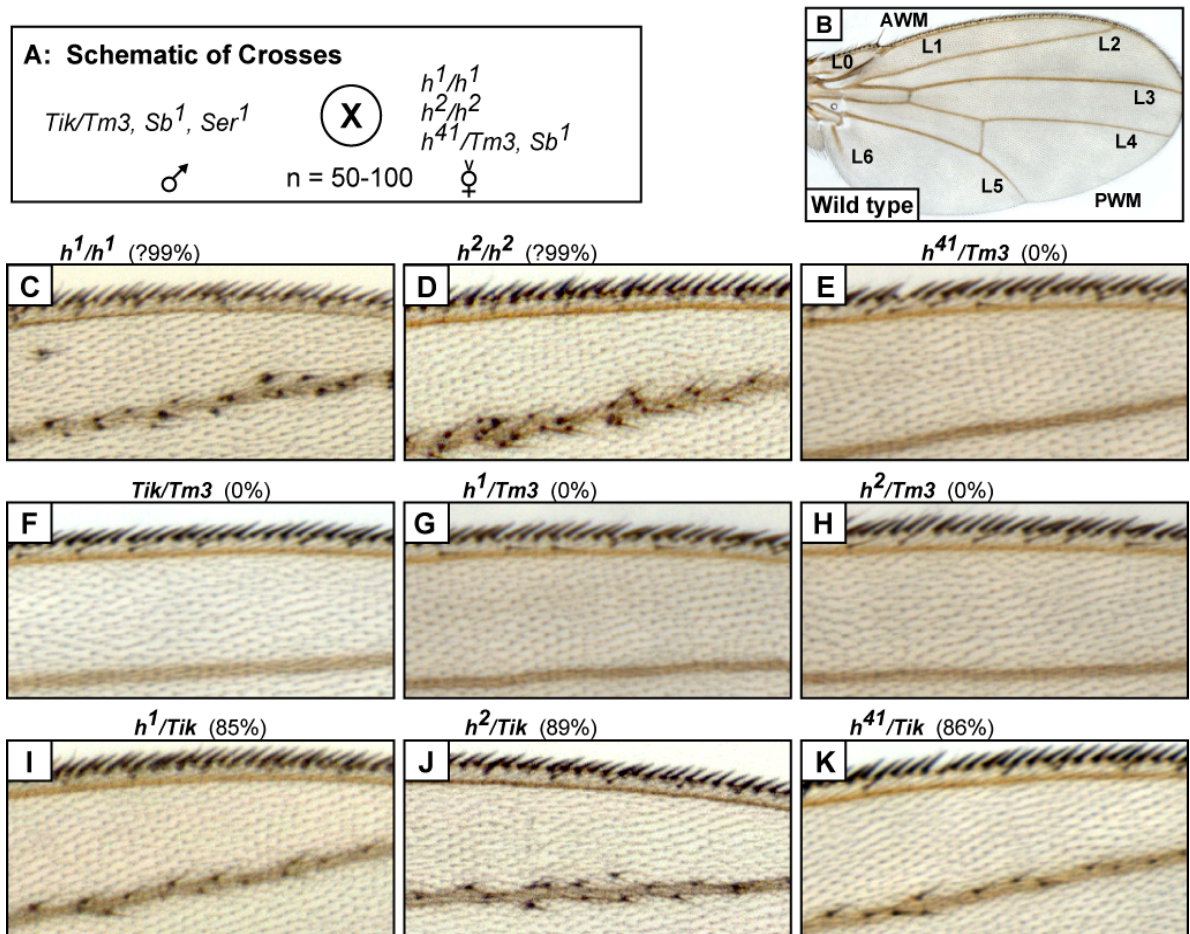 A: Schematic of Crosses
Tik/Tm3, Sb1, Ser1
X
h1/h1
h2/h2
h41/Tm3, Sb1
♂
n = 50-100
B
AWM
L0
L1
L2
L3
L4
L5
L6
PWM
Wild type
h1/h1 (?99%)
h2/h2 (?99%)
h41/Tm3 (0%)
C
D
E
Tik/Tm3 (0%)
h1/Tm3 (0%)
h2/Tm3 (0%)
F
G
H
h1/Tik (85%)
h2/Tik (89%)
h41/Tik (86%)
I
J
K